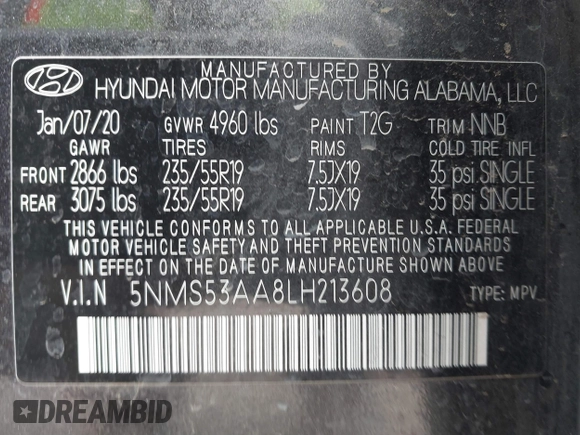 MANUFACTURED BY
HYUNDAI MOTOR MANUFACTURING ALABAMA, LLC
Jan/07/20 GVWR 4960 lbs PAINT T2G TRIM NNB
GAWR TIRES RIMS COLD TIRE INFL
FRONT 2866 lbs 235/55R19 7.5JX19 35 psi SINGLE
REAR 3075 lbs 235/55R19 7.5JX19 35 psi SINGLE
THIS VEHICLE CONFORMS TO ALL APPLICABLE U.S.A. FEDERAL
MOTOR VEHICLE SAFETY AND THEFT PREVENTION STANDARDS
IN EFFECT ON THE DATE OF MANUFACTURE SHOWN ABOVE.
V.I.N 5NMS53AA8LH213608 TYPE: MPV
DREAMBID